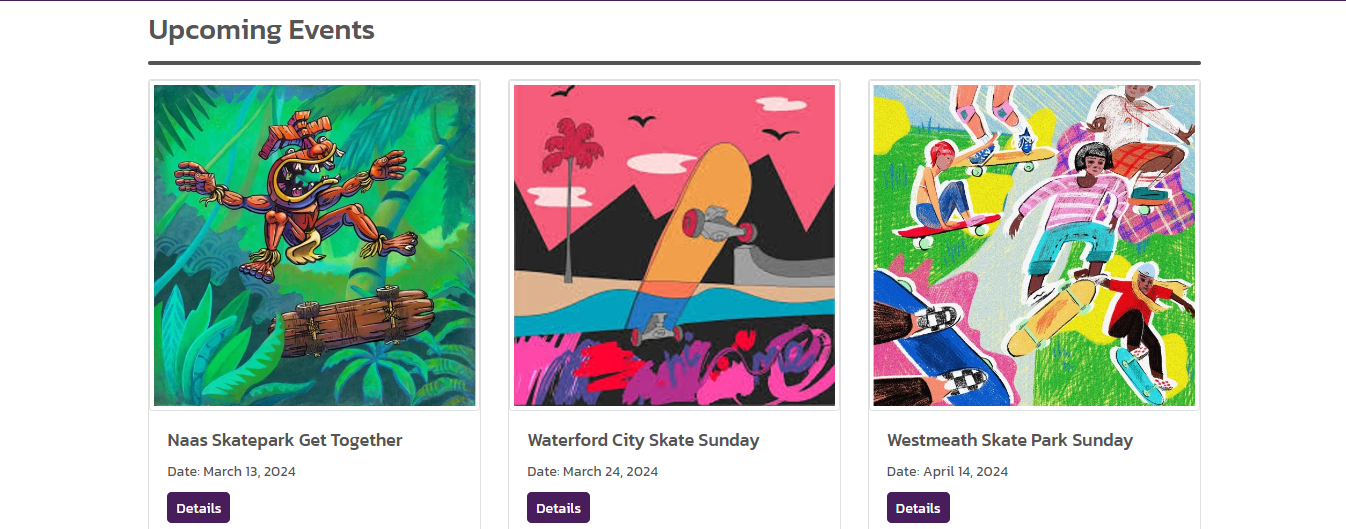 Upcoming Events
Naas Skatepark Get Together
Date: March 13, 2024
Details
Waterford City Skate Sunday
Date: March 24, 2024
Details
Westmeath Skate Park Sunday
Date: April 14, 2024
Details